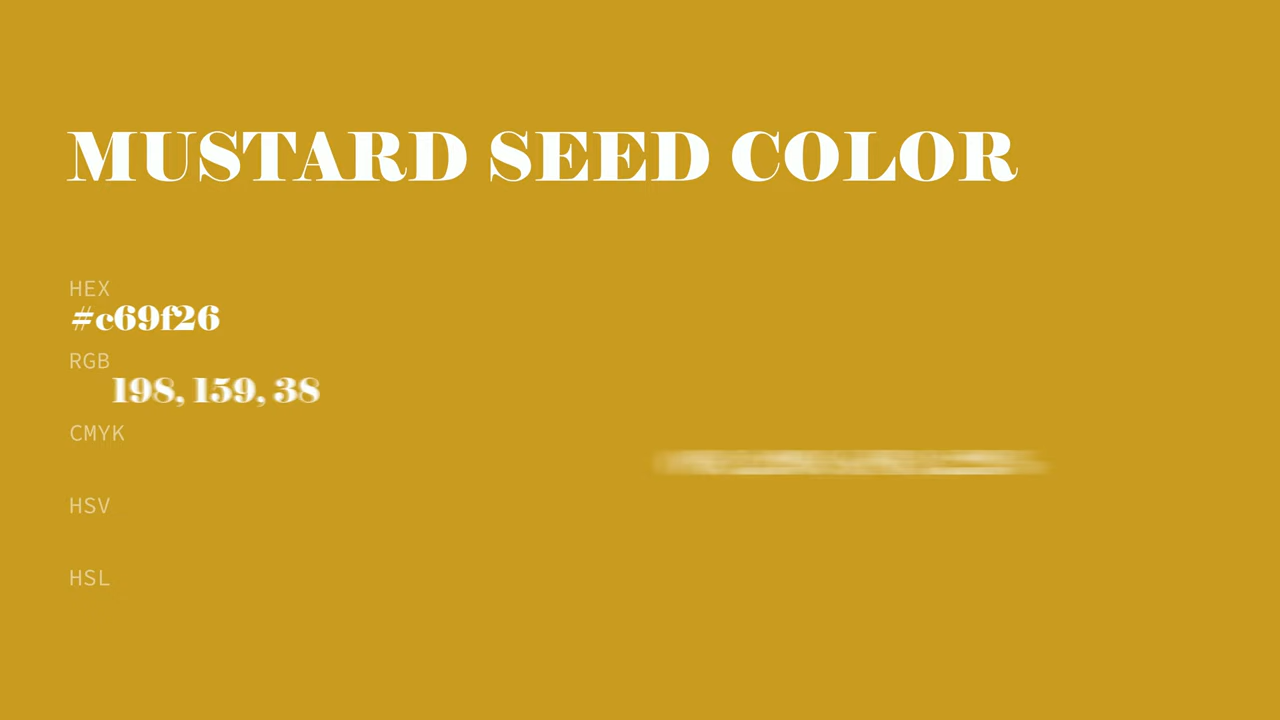 MUSTARD SEED COLOR
HEX
#c69f26
RGB
198, 159, 38
CMYK
HSV
HSL